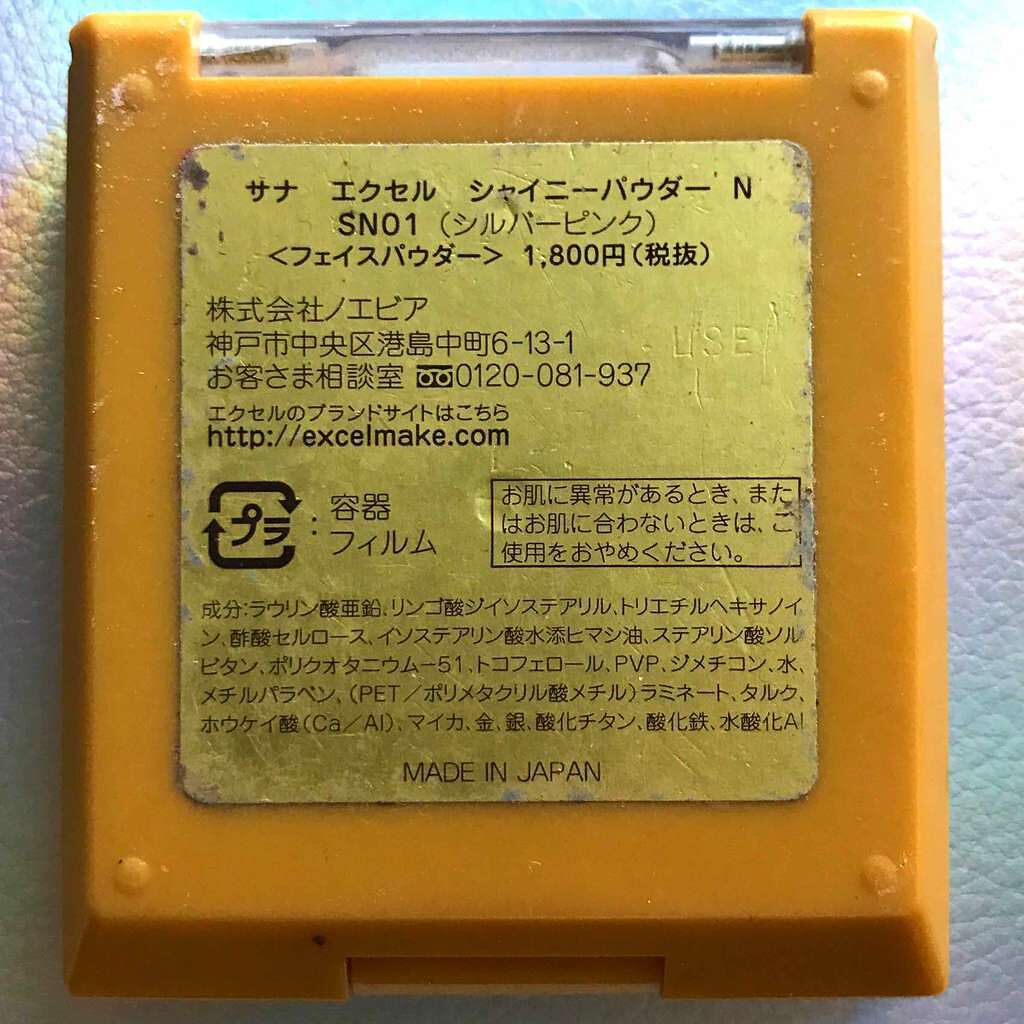 サナ エクセル シャイニーパウダー N
SN01（シルバーピンク）
＜フェイスパウダー＞ 1,800円（税抜）
株式会社ノエビア
神戸市中央区港島中町6-13-1
お客さま相談室 0120-081-937
エクセルのブランドサイトはこちら
http://excelmake.com
プラ : 容器
フィルム
お肌に異常があるとき、また
はお肌に合わないときは、ご
使用をおやめください。
成分:ラウリン酸亜鉛、リンゴ酸ジイソステアリル、トリエチルヘキサノイ
ン、酢酸セルロース、イソステアリン酸水添ヒマシ油、ステアリン酸ソル
ビタン、ポリクオタニウム-51、トコフェロール、PVP、ジメチコン、水、
メチルパラベン、（PET／ポリメタクリル酸メチル）ラミネート、タルク、
ホウケイ酸（Ca／Al）、マイカ、金、銀、酸化チタン、酸化鉄、水酸化Al
MADE IN JAPAN
USE